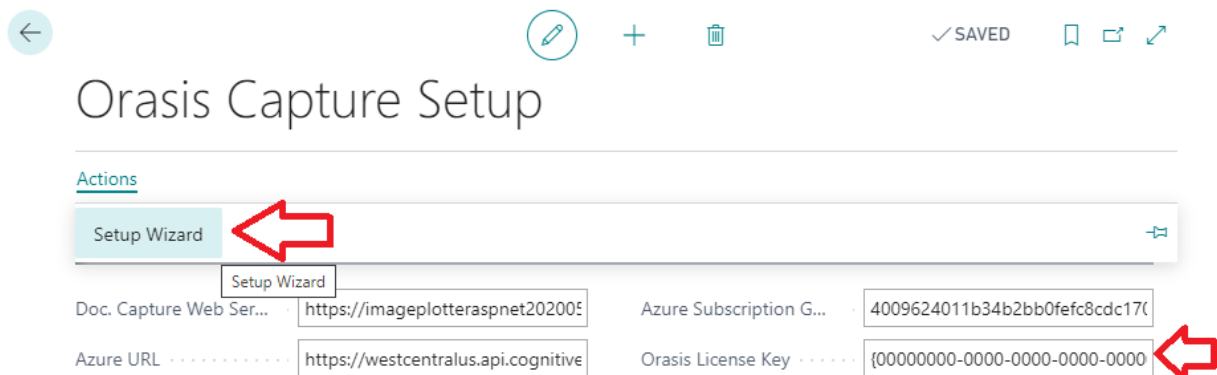 SAVED
Orasis Capture Setup
Actions
Setup Wizard
Setup Wizard
Doc. Capture Web Ser... https://imageplotteraspnet202005 Azure Subscription G... 4009624011b34b2bb0fefc8cdc170
Azure URL https://westcentralus.api.cognitive Orasis License Key {00000000-0000-0000-0000-0000